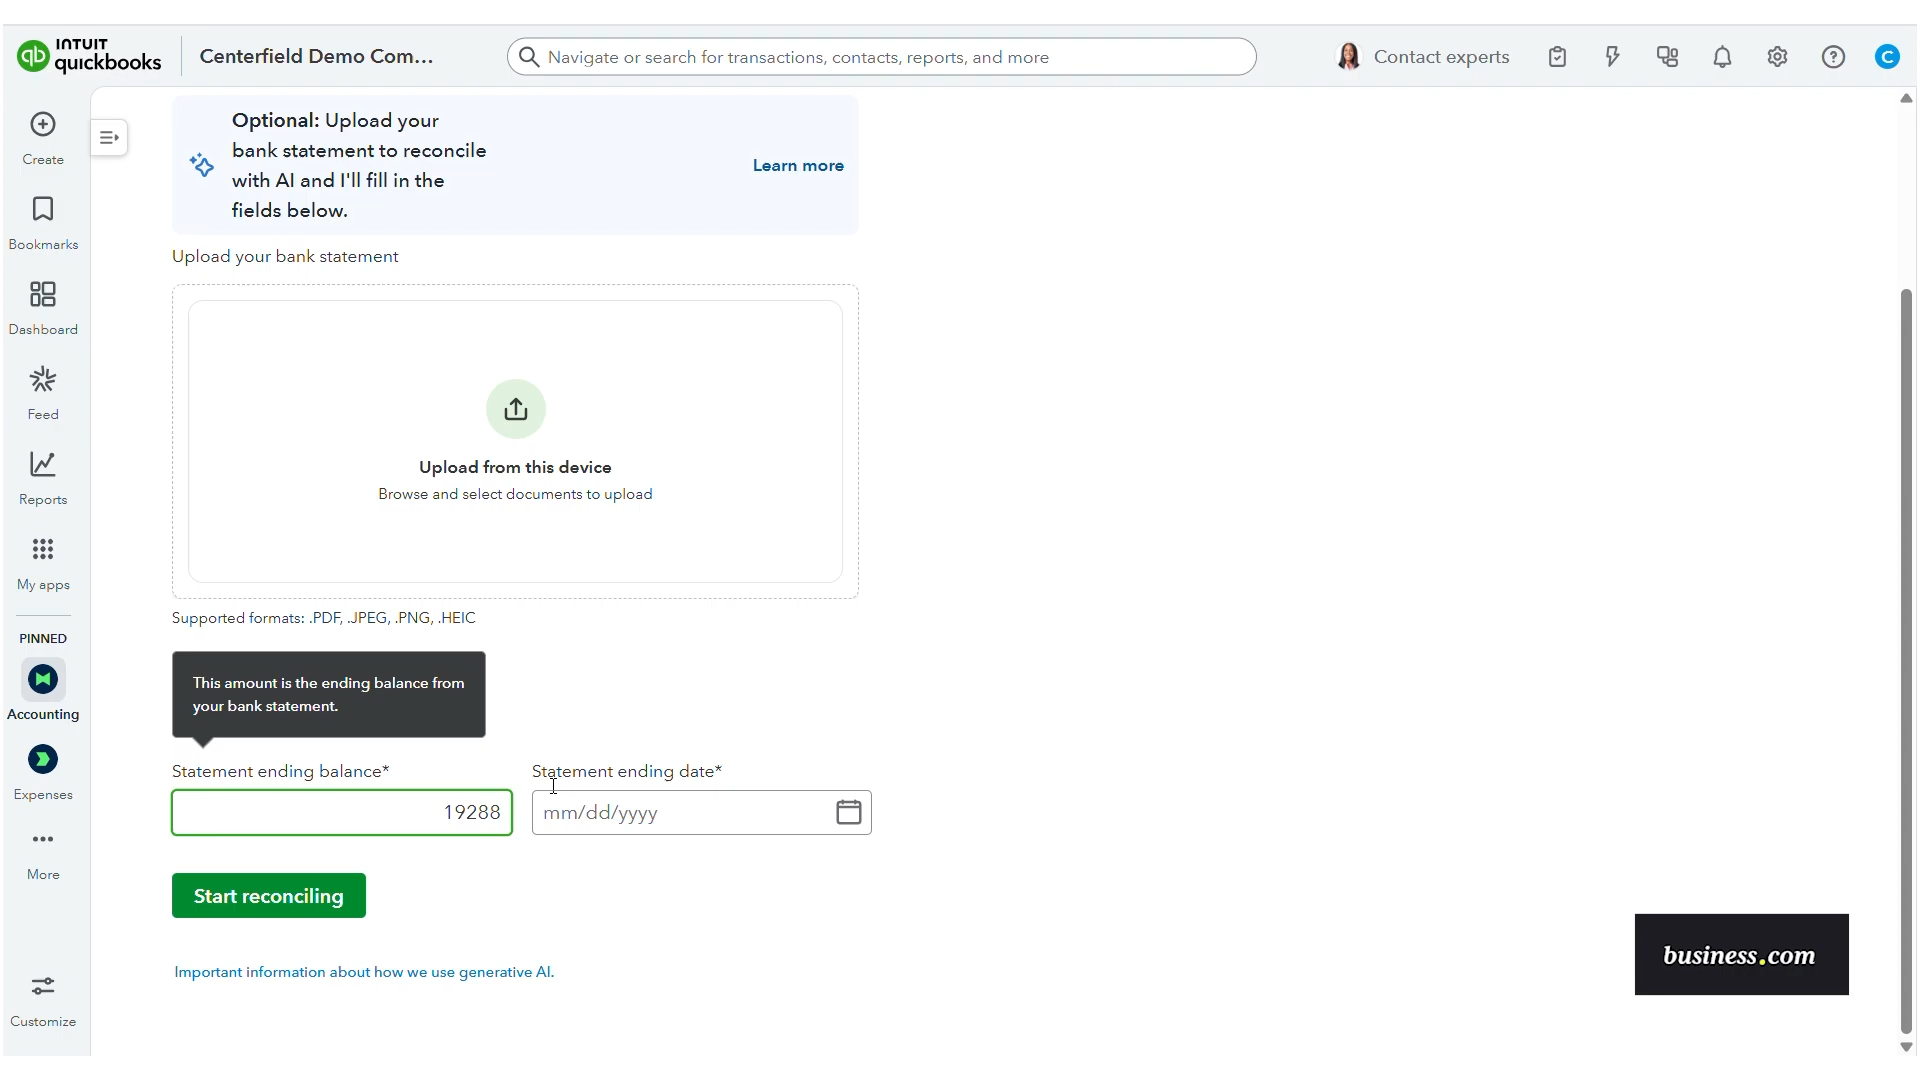 INTUIT
quickbooks
Centerfield Demo Com...
Navigate or search for transactions, contacts, reports, and more
Contact experts
C
Create
Bookmarks
Dashboard
Feed
Reports
My apps
PINNED
Accounting
Expenses
More
Customize
Optional: Upload your
bank statement to reconcile
with AI and I'll fill in the
fields below.
Learn more
Upload your bank statement
Upload from this device
Browse and select documents to upload
Supported formats: .PDF, .JPEG, .PNG, .HEIC
This amount is the ending balance from
your bank statement.
Statement ending balance*
Statement ending date*
19288
mm/dd/yyyy
Start reconciling
Important information about how we use generative AI.
business.com